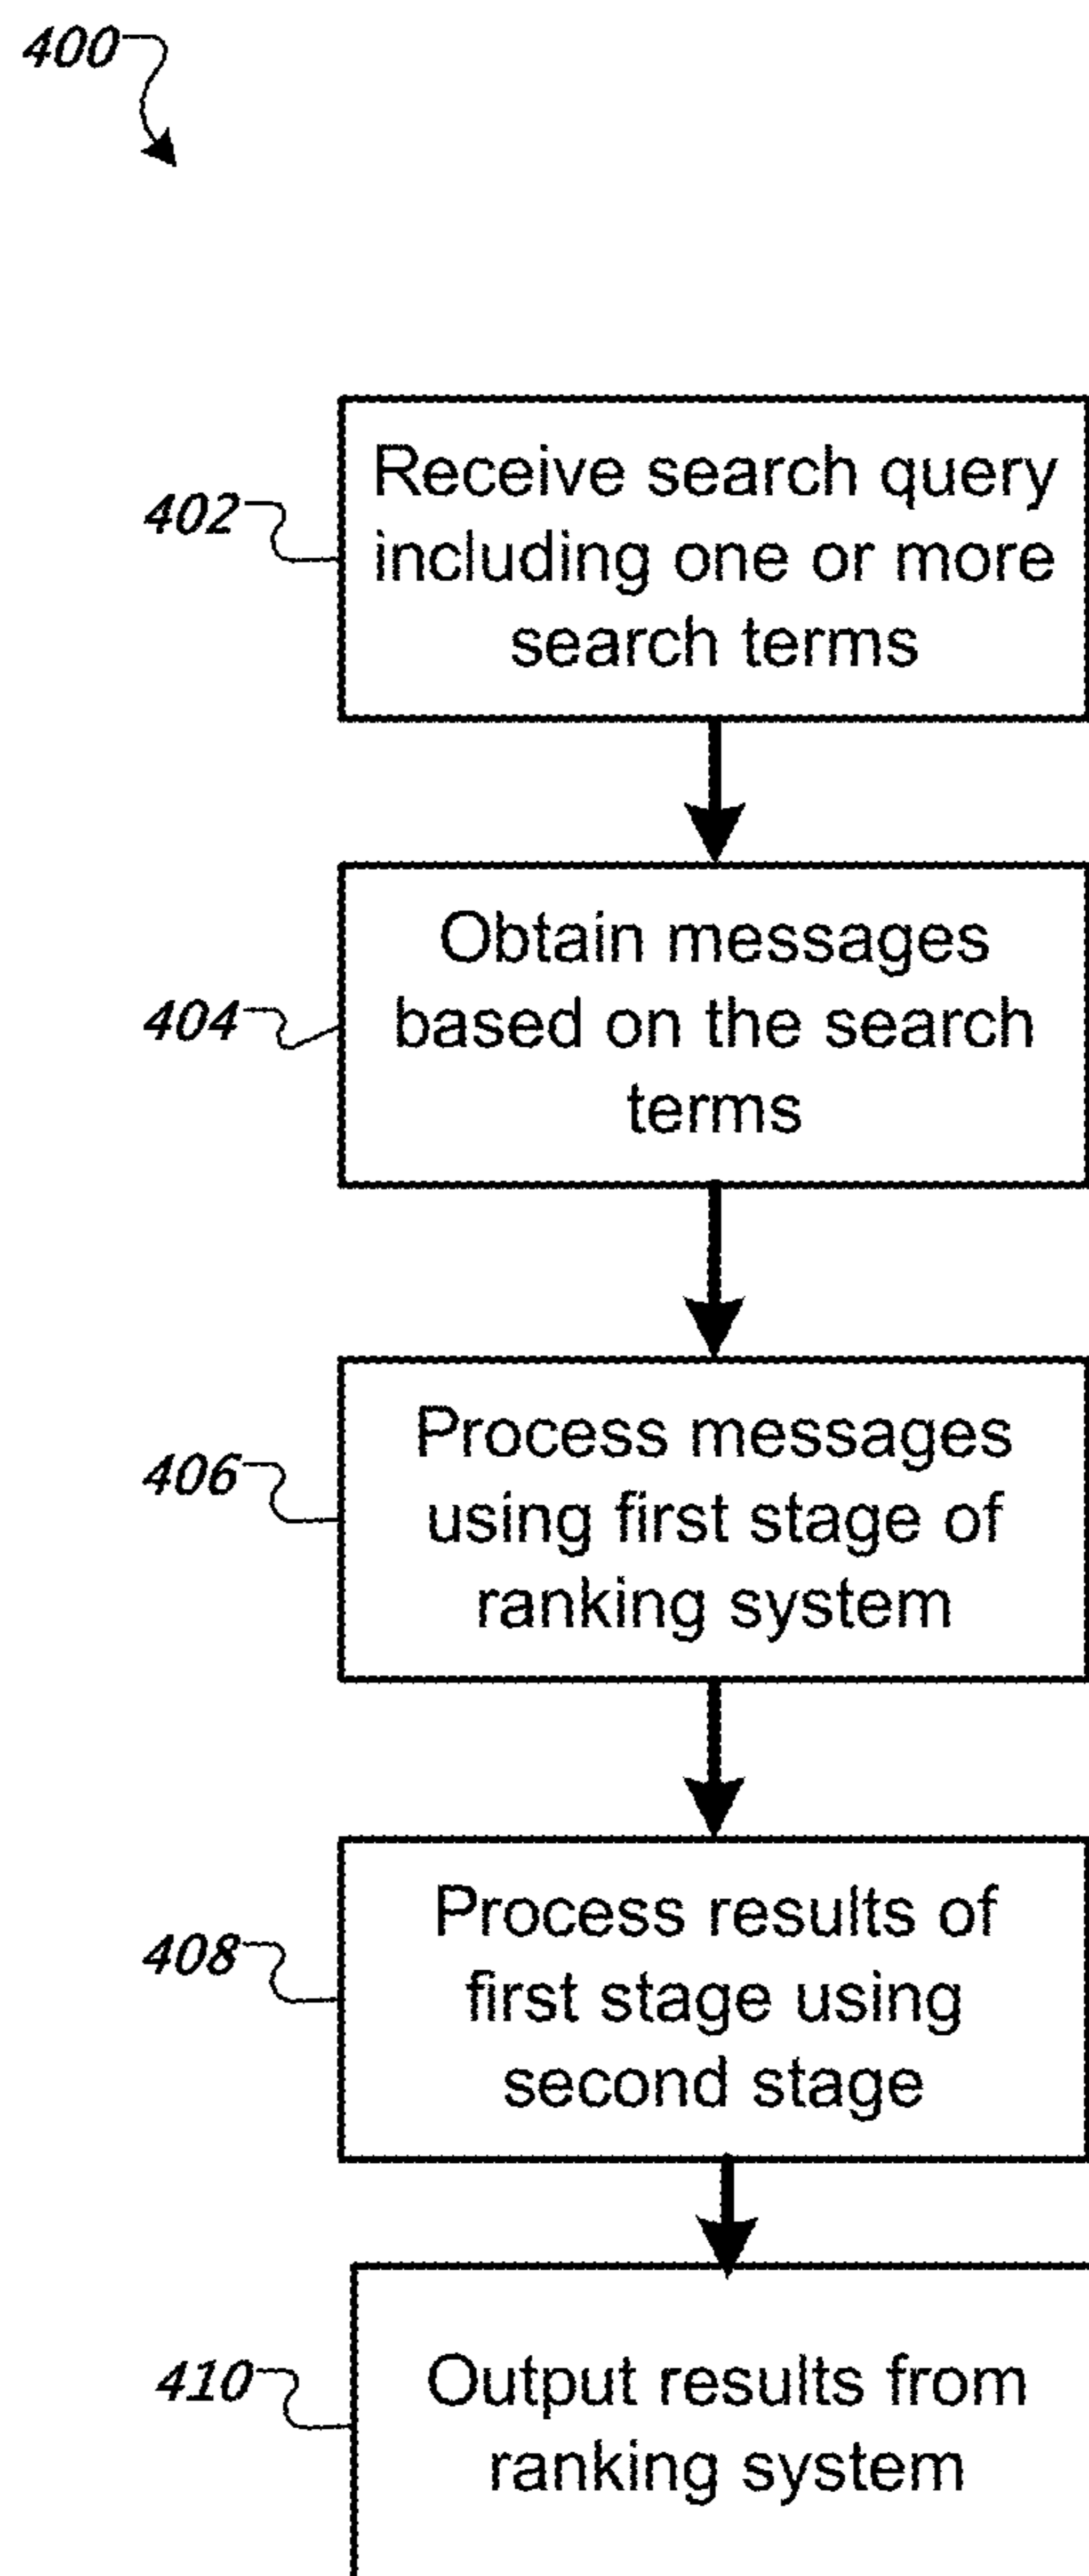 400
402
Receive search query
including one or more
search terms
404
Obtain messages
based on the search
terms
406
Process messages
using first stage of
ranking system
408
Process results of
first stage using
second stage
410
Output results from
ranking system